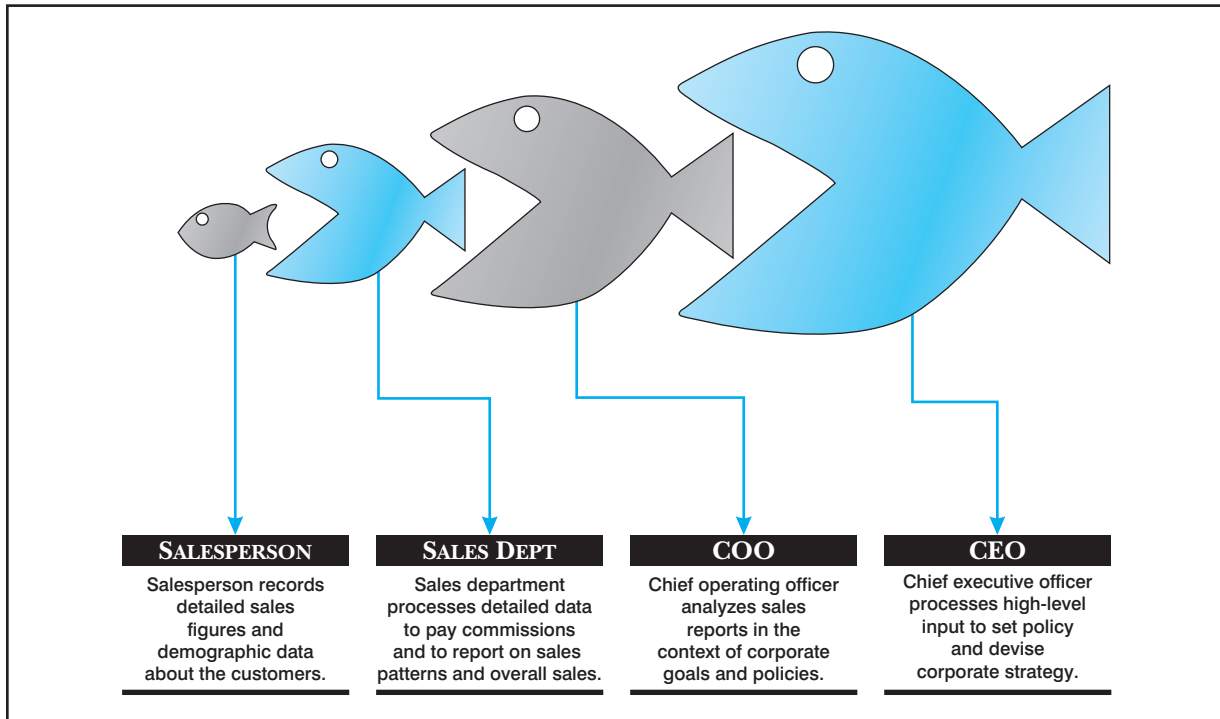 SALESPERSON
Salesperson records
detailed sales
figures and
demographic data
about the customers.
SALES DEPT
Sales department
processes detailed data
to pay commissions
and to report on sales
patterns and overall sales.
COO
Chief operating officer
analyzes sales
reports in the
context of corporate
goals and policies.
CEO
Chief executive officer
processes high-level
input to set policy
and devise
corporate strategy.